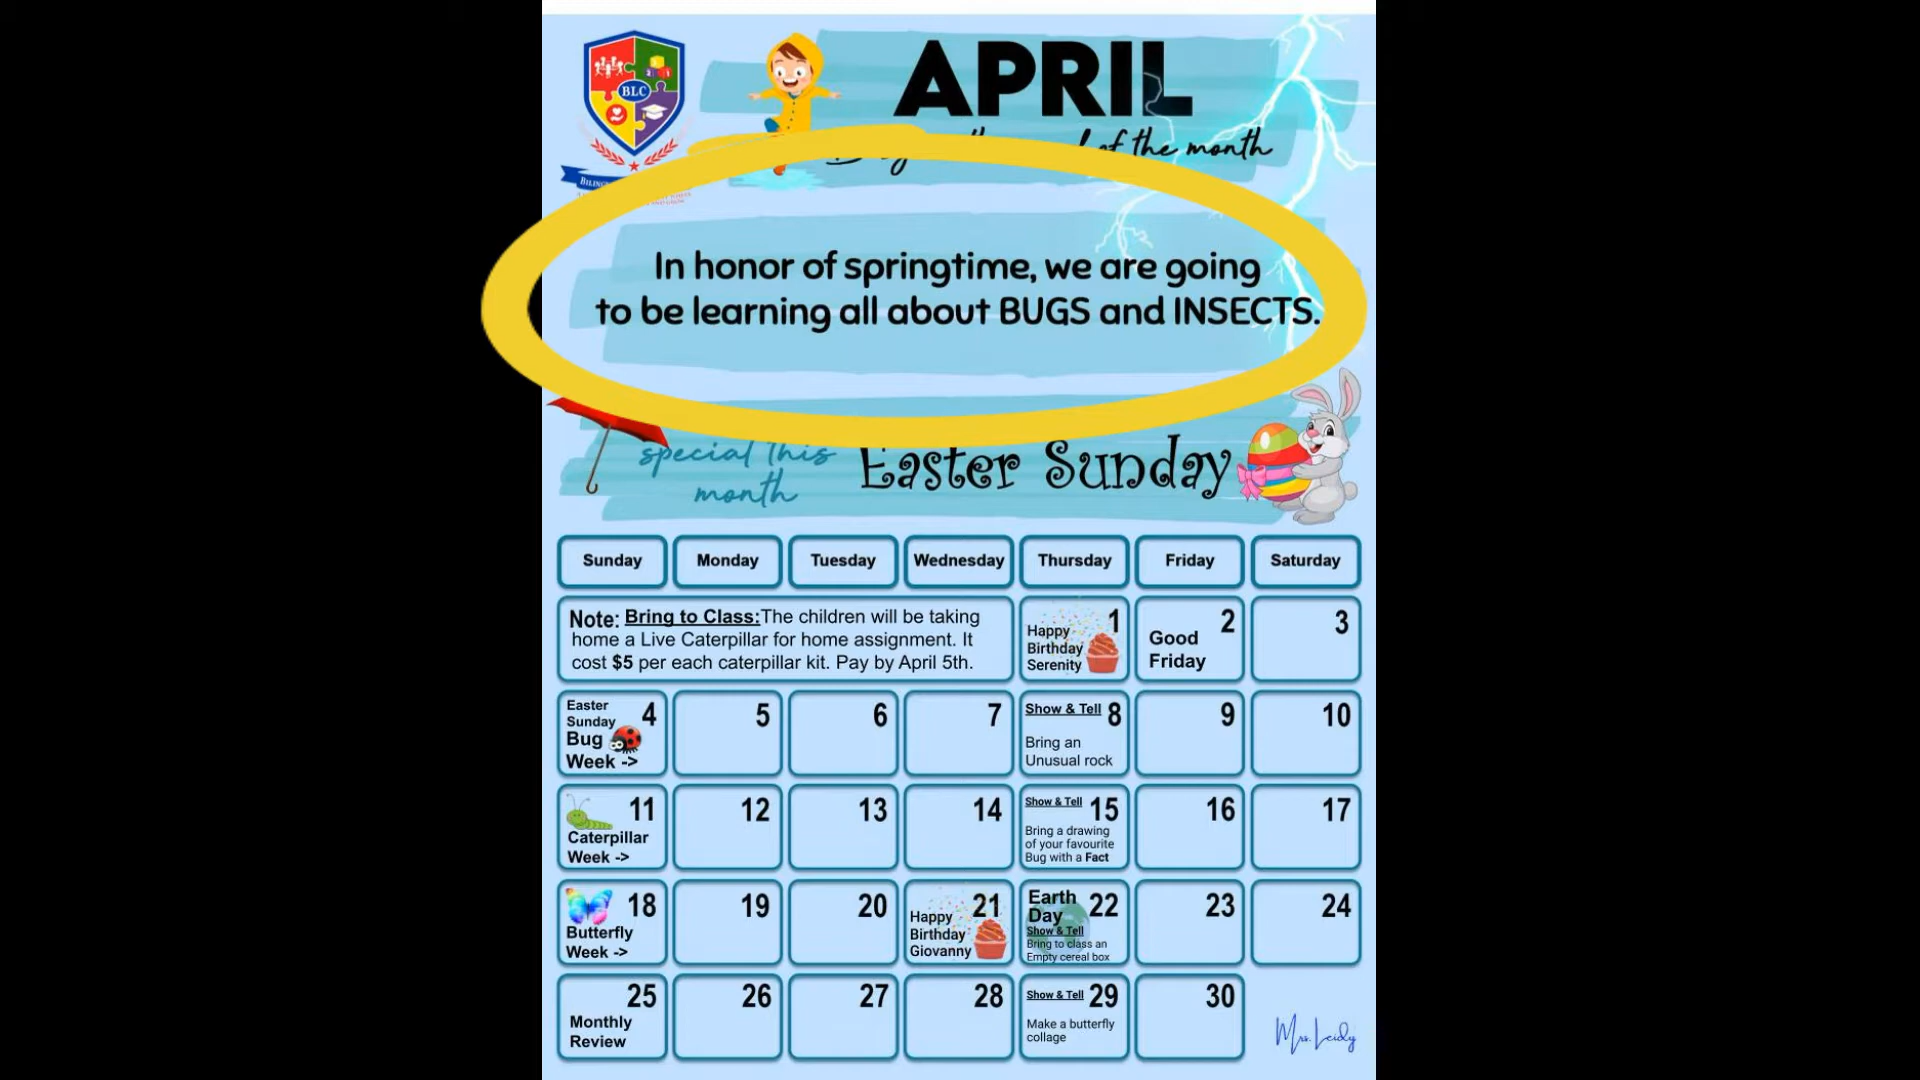 BLC
APRIL
of the month
In honor of springtime, we are going
to be learning all about BUGS and INSECTS.
special this
month
Easter Sunday
Sunday Monday Tuesday Wednesday Thursday Friday Saturday
Note: Bring to Class:The children will be taking
home a Live Caterpillar for home assignment. It
cost $5 per each caterpillar kit. Pay by April 5th.
1
Happy
Birthday
Serenity
2
Good
Friday
3
Easter
Sunday
4
Bug
Week ->
5
6
7
Show & Tell 8
Bring an
Unusual rock
9
10
11
Caterpillar
Week ->
12
13
14
Show & Tell 15
Bring a drawing
of your favourite
Bug with a Fact
16
17
18
Butterfly
Week ->
19
20
21
Happy
Birthday
Giovanny
Earth
Day
22
Show & Tell
Bring to class an
Empty cereal box
23
24
25
Monthly
Review
26
27
28
Show & Tell 29
Make a butterfly
collage
30
Mrs. Leidy